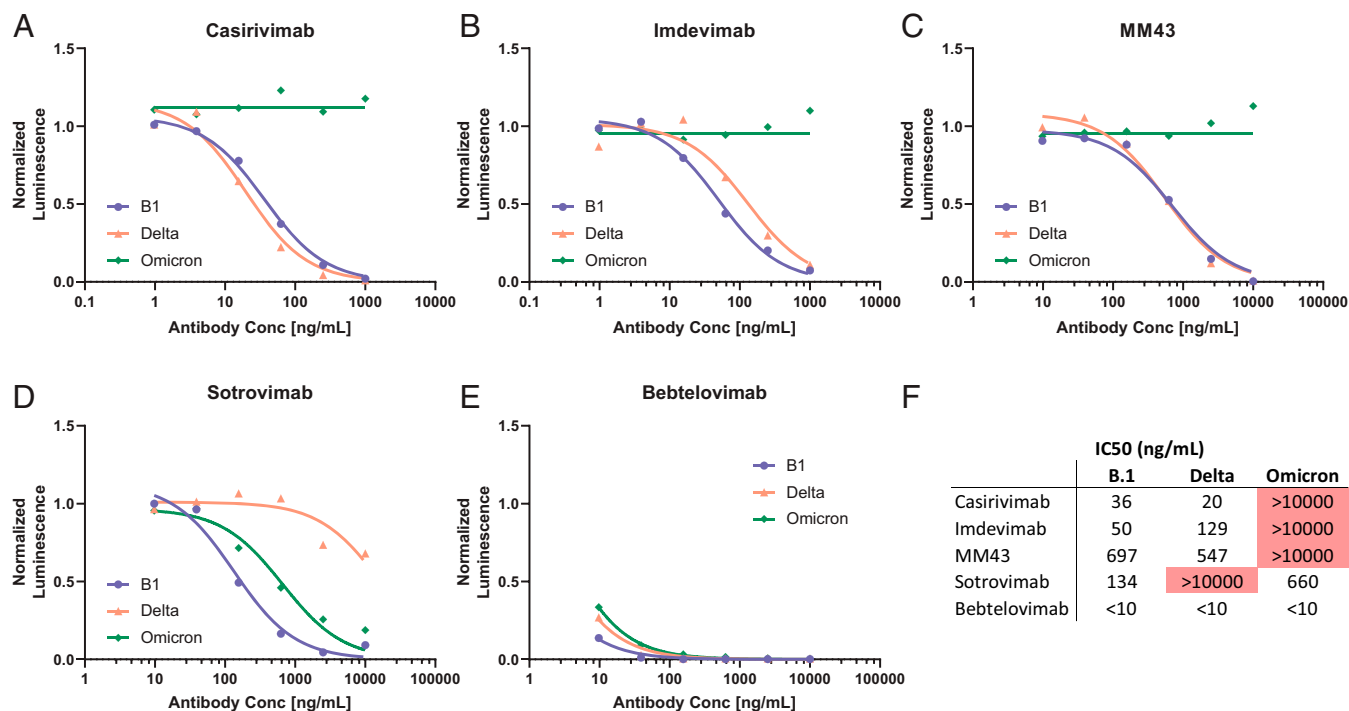 A
Casirivimab
1.5
1.0
0.5
0.0
Normalized
Luminescence
B1
Delta
Omicron
0.1 1 10 100 1000 10000
Antibody Conc [ng/mL]
B
Imdevimab
1.5
1.0
0.5
0.0
Normalized
Luminescence
B1
Delta
Omicron
0.1 1 10 100 1000 10000
Antibody Conc [ng/mL]
C
MM43
1.5
1.0
0.5
0.0
Normalized
Luminescence
B1
Delta
Omicron
1 10 100 1000 10000 100000
Antibody Conc [ng/mL]
D
Sotrovimab
1.5
1.0
0.5
0.0
Normalized
Luminescence
B1
Delta
Omicron
1 10 100 1000 10000 100000
Antibody Conc [ng/mL]
E
Bebtelovimab
1.5
1.0
0.5
0.0
Normalized
Luminescence
B1
Delta
Omicron
1 10 100 1000 10000 100000
Antibody Conc [ng/mL]
F
IC50 (ng/mL)
B.1 Delta Omicron
Casirivimab 36 20 >10000
Imdevimab 50 129 >10000
MM43 697 547 >10000
Sotrovimab 134 >10000 660
Bebtelovimab <10 <10 <10